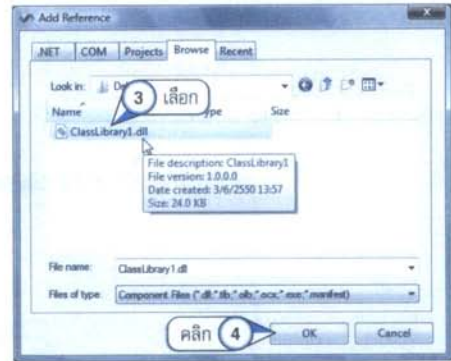 Add Reference
.NET COM Projects Browse Recent
Look in:
3 เลือก
Name Size
ClassLibrary1.dll
File description: ClassLibrary1
File version: 1.0.0.0
Date created: 3/6/2550 13:57
Size: 24.0 KB
File name: ClassLibrary1.dll
Files of type: Component Files (*.dll;*.tlb;*.olb;*.ocx;*.exe;*.manifest)
คลิก 4 OK Cancel